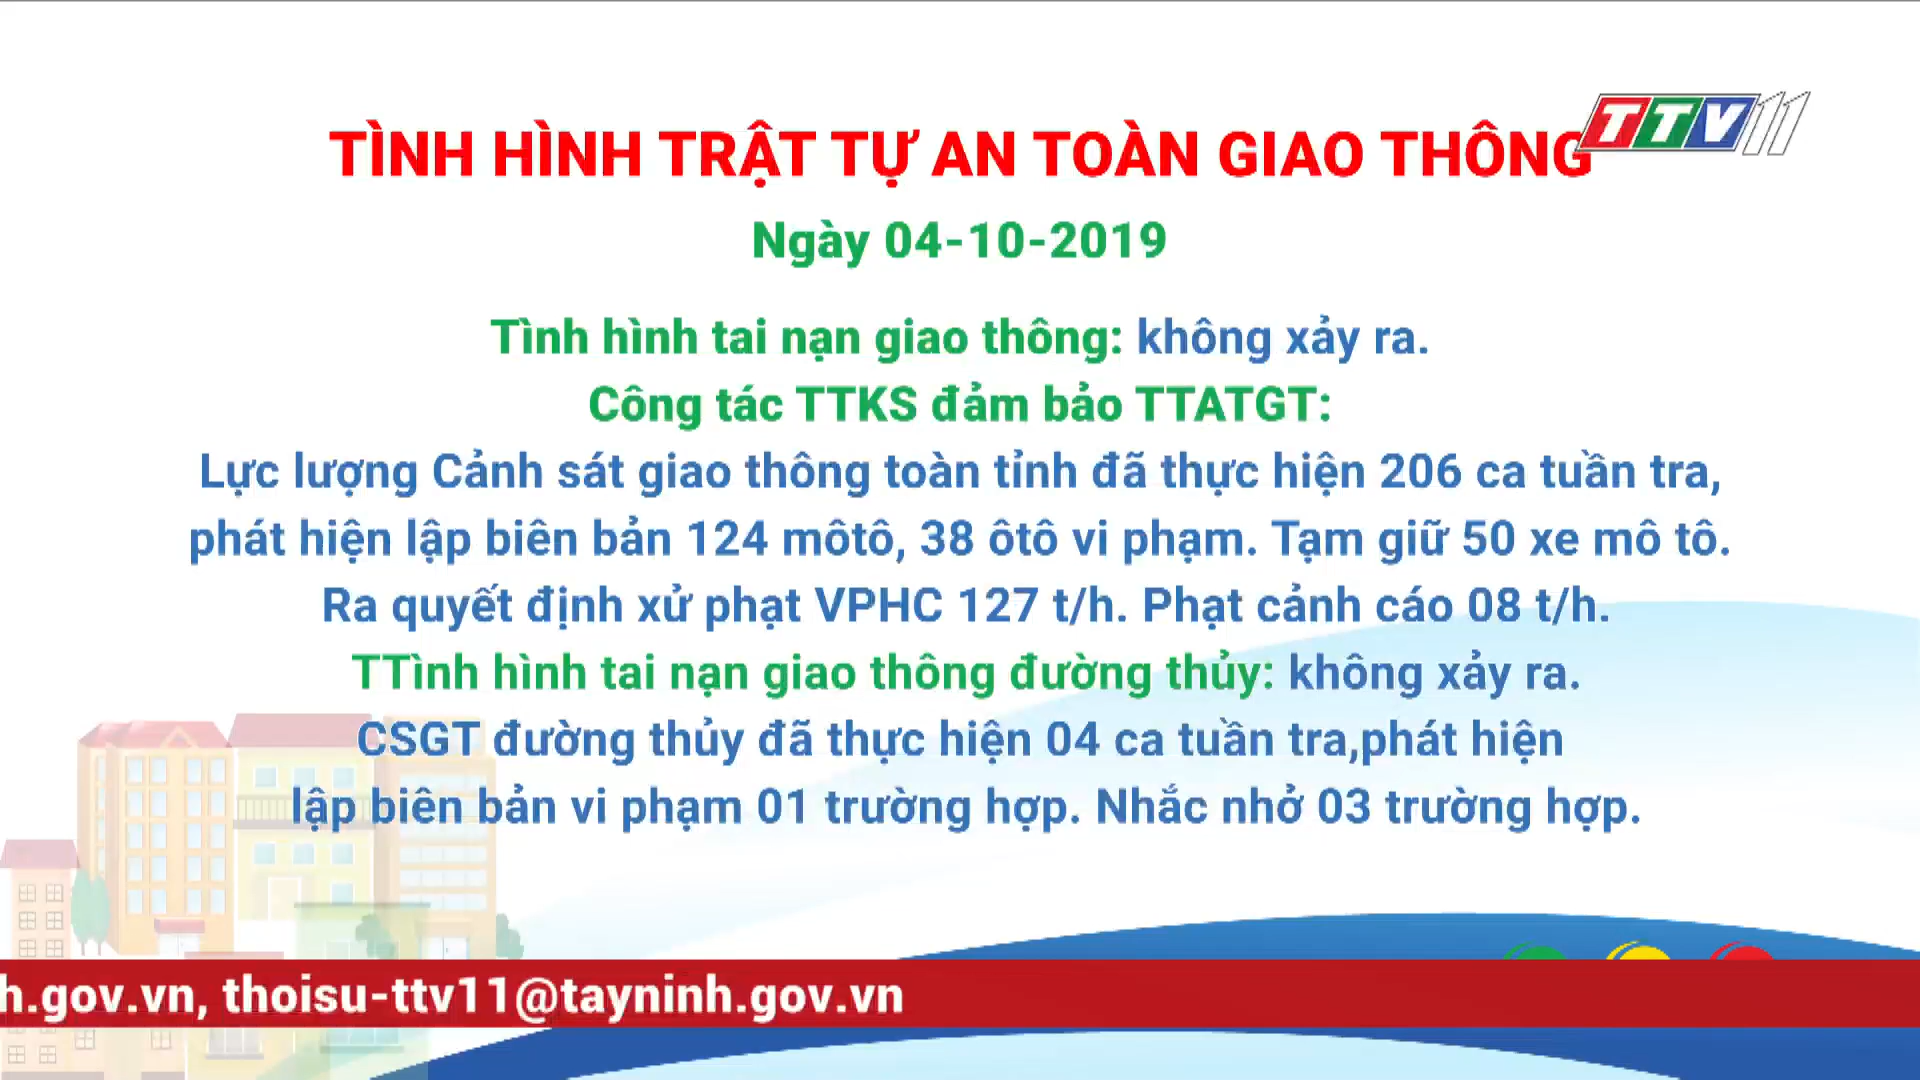 TTV11
TÌNH HÌNH TRẬT TỰ AN TOÀN GIAO THÔNG
Ngày 04-10-2019
Tình hình tai nạn giao thông: không xảy ra.
Công tác TTKS đảm bảo TTATGT:
Lực lượng Cảnh sát giao thông toàn tỉnh đã thực hiện 206 ca tuần tra,
phát hiện lập biên bản 124 môtô, 38 ôtô vi phạm. Tạm giữ 50 xe mô tô.
Ra quyết định xử phạt VPHC 127 t/h. Phạt cảnh cáo 08 t/h.
TTình hình tai nạn giao thông đường thủy: không xảy ra.
CSGT đường thủy đã thực hiện 04 ca tuần tra,phát hiện
lập biên bản vi phạm 01 trường hợp. Nhắc nhở 03 trường hợp.
h.gov.vn, thoisu-ttv11@tayninh.gov.vn